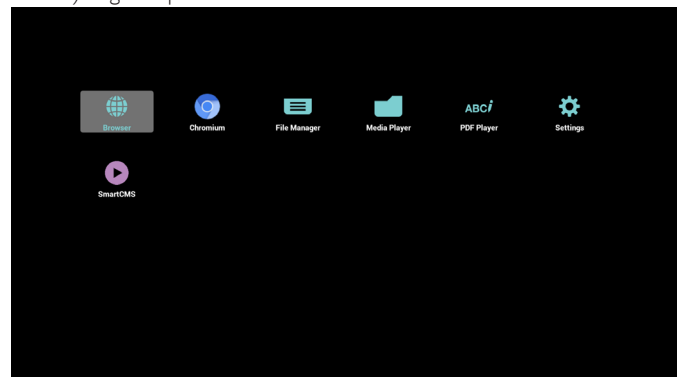 Browser
Chromium
File Manager
Media Player
ABCi
PDF Player
Settings
SmartCMS